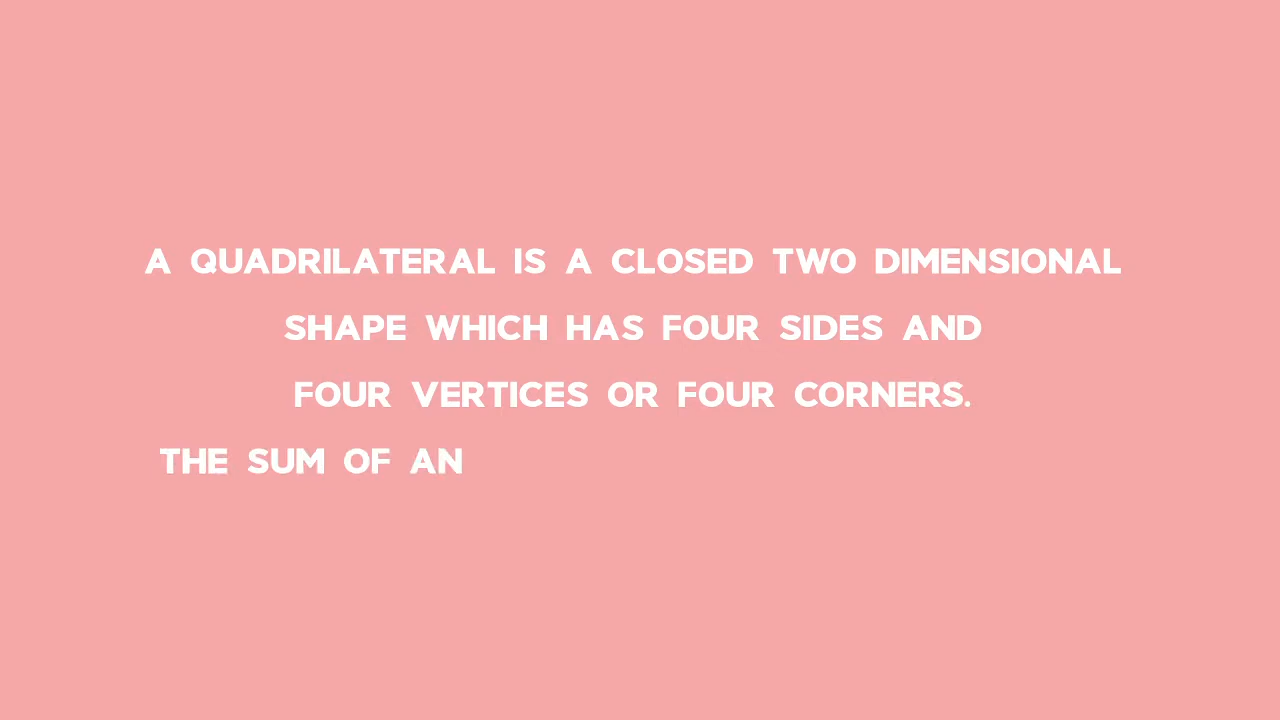 A QUADRILATERAL IS A CLOSED TWO DIMENSIONAL
SHAPE WHICH HAS FOUR SIDES AND
FOUR VERTICES OR FOUR CORNERS.
THE SUM OF AN